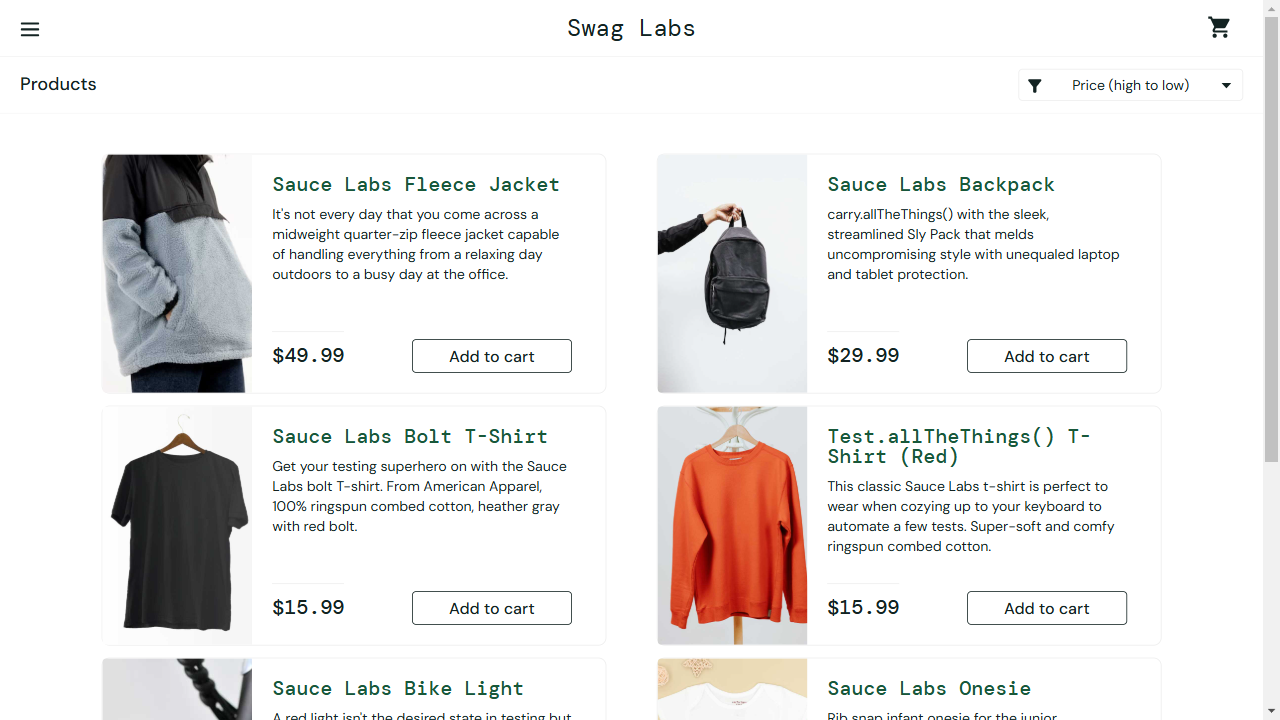 Swag Labs
Products
Price (high to low)
Sauce Labs Fleece Jacket
It's not every day that you come across a
midweight quarter-zip fleece jacket capable
of handling everything from a relaxing day
outdoors to a busy day at the office.
$49.99
Add to cart
Sauce Labs Backpack
carry.allTheThings() with the sleek,
streamlined Sly Pack that melds
uncompromising style with unequaled laptop
and tablet protection.
$29.99
Add to cart
Sauce Labs Bolt T-Shirt
Get your testing superhero on with the Sauce
Labs bolt T-shirt. From American Apparel,
100% ringspun combed cotton, heather gray
with red bolt.
$15.99
Add to cart
Test.allTheThings() T-
Shirt (Red)
This classic Sauce Labs t-shirt is perfect to
wear when cozying up to your keyboard to
automate a few tests. Super-soft and comfy
ringspun combed cotton.
$15.99
Add to cart
Sauce Labs Bike Light
A red light isn't the desired state in testing but
Sauce Labs Onesie
Rib snap infant onesie for the junior